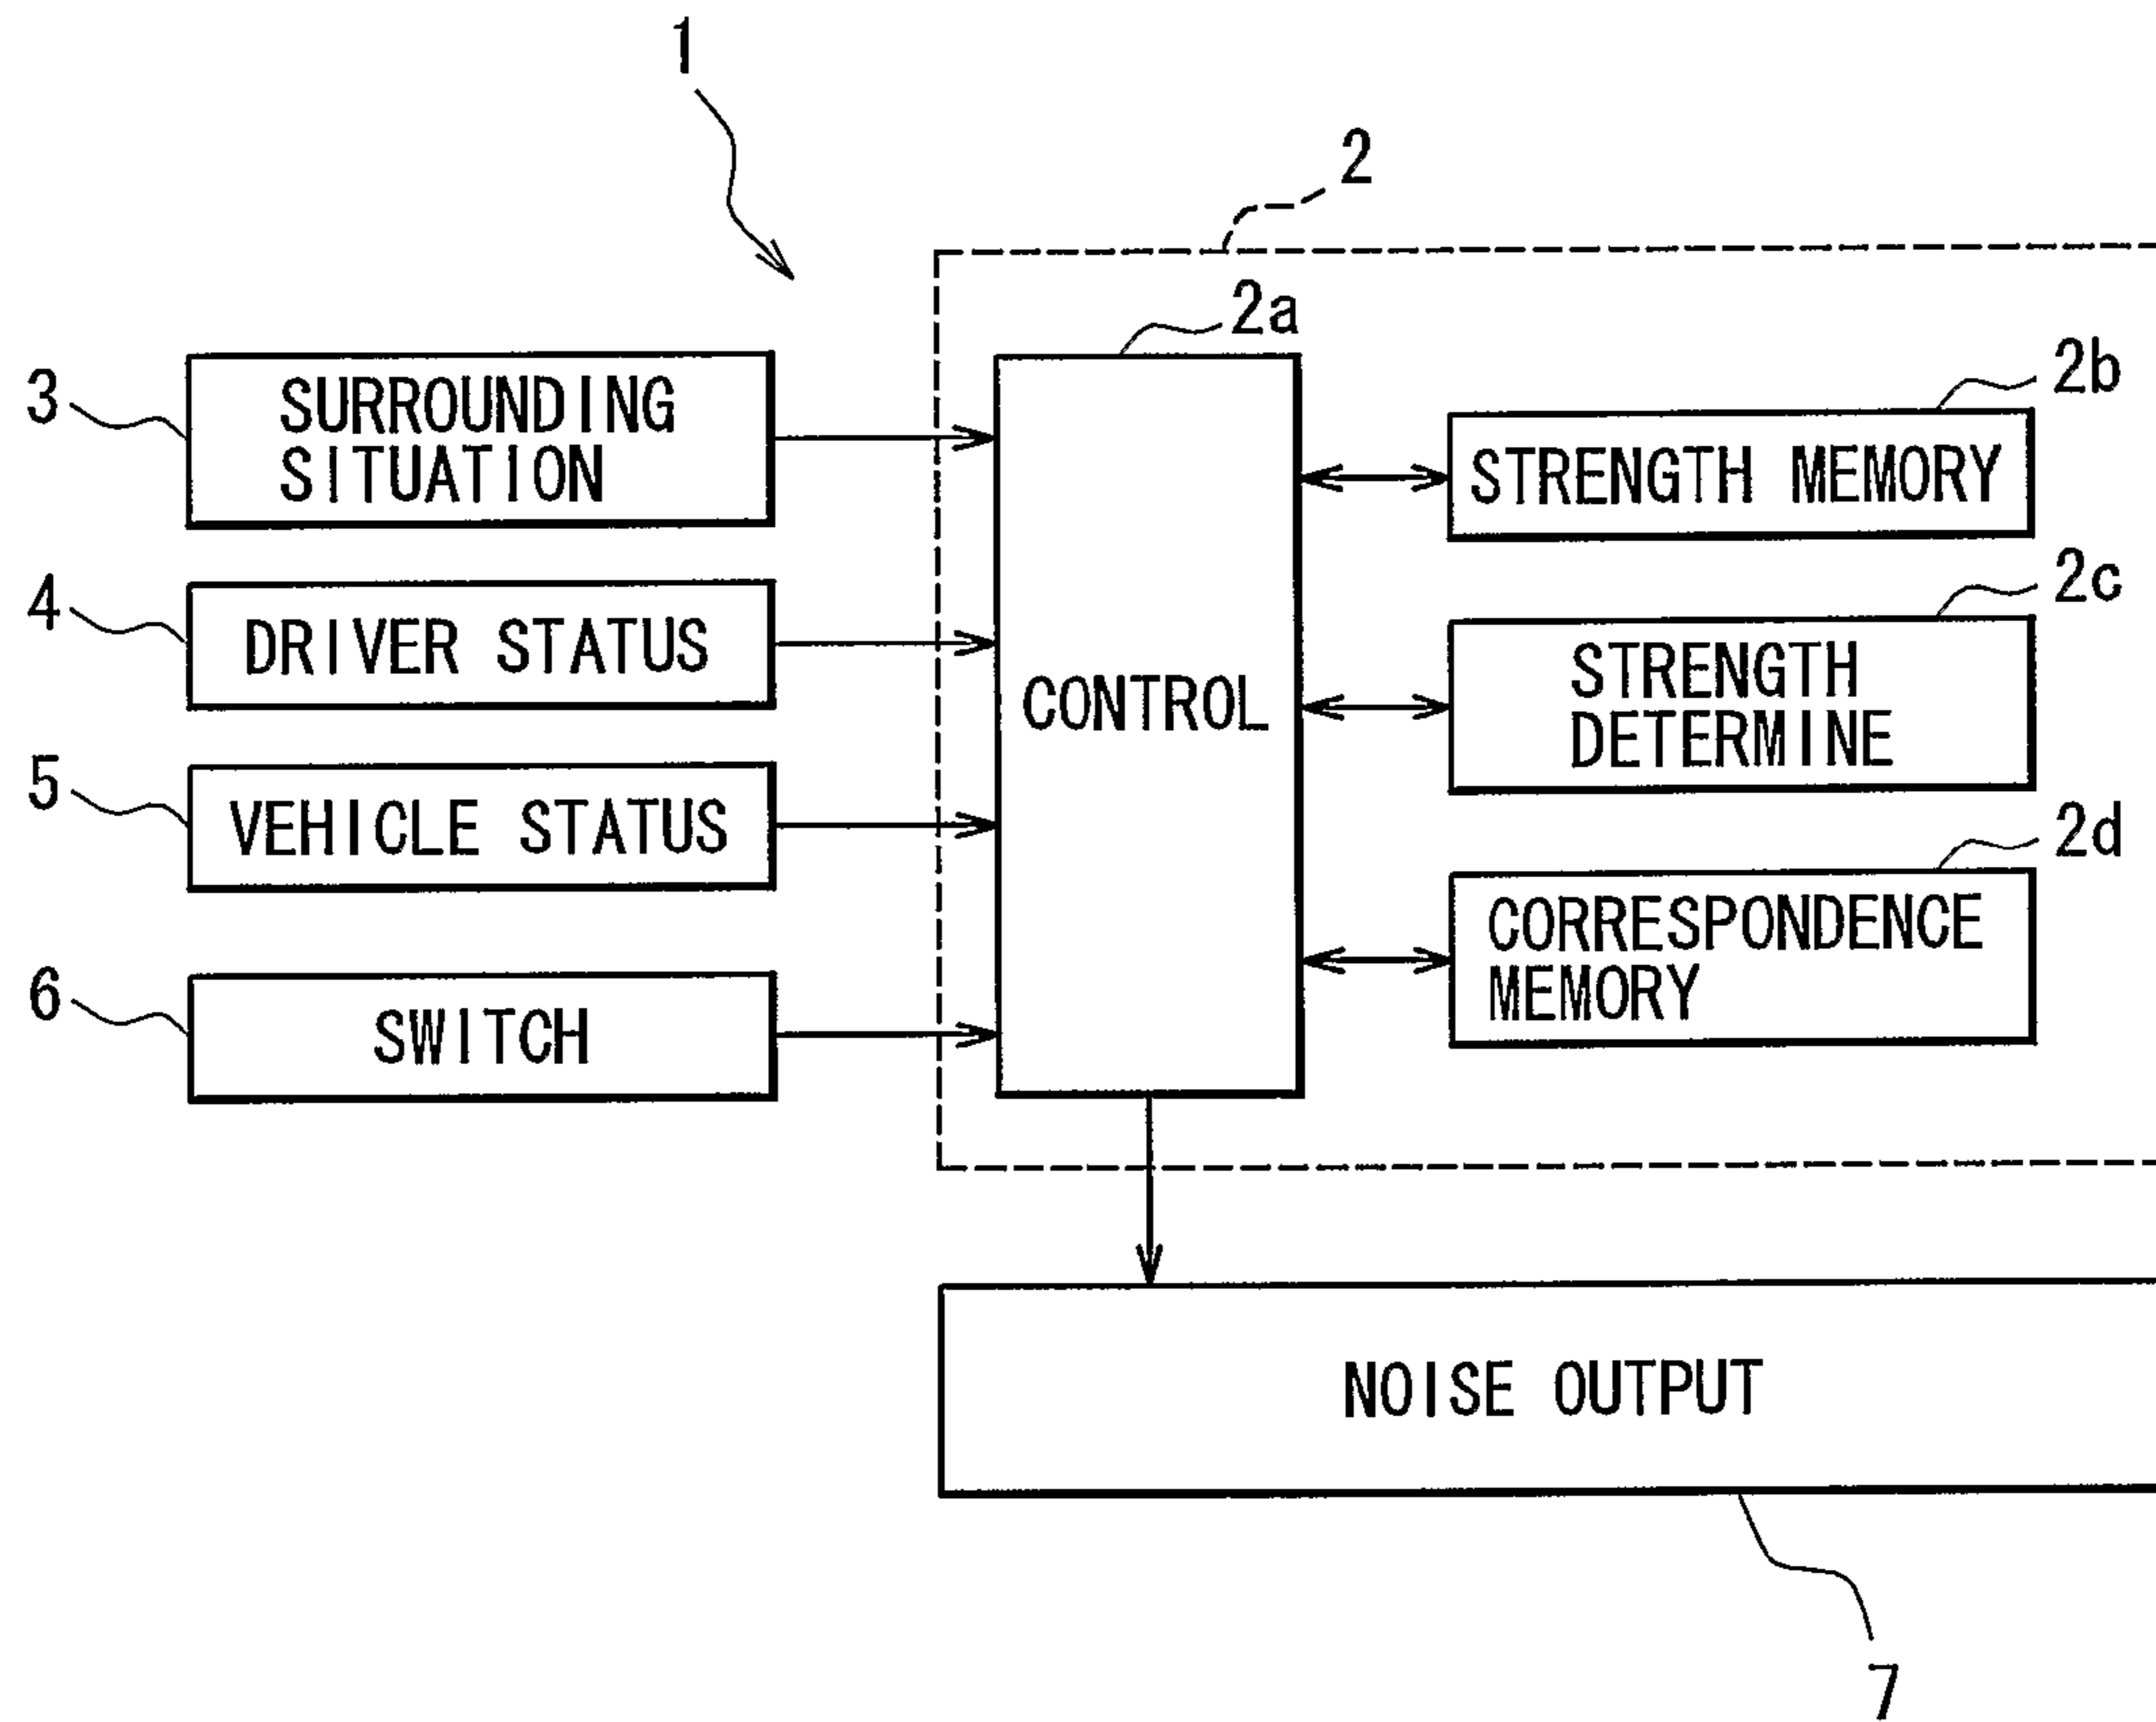 1
2
2a
3
SURROUNDING
SITUATION
2b
STRENGTH MEMORY
4
DRIVER STATUS
CONTROL
2c
STRENGTH
DETERMINE
5
VEHICLE STATUS
2d
CORRESPONDENCE
MEMORY
6
SWITCH
NOISE OUTPUT
7